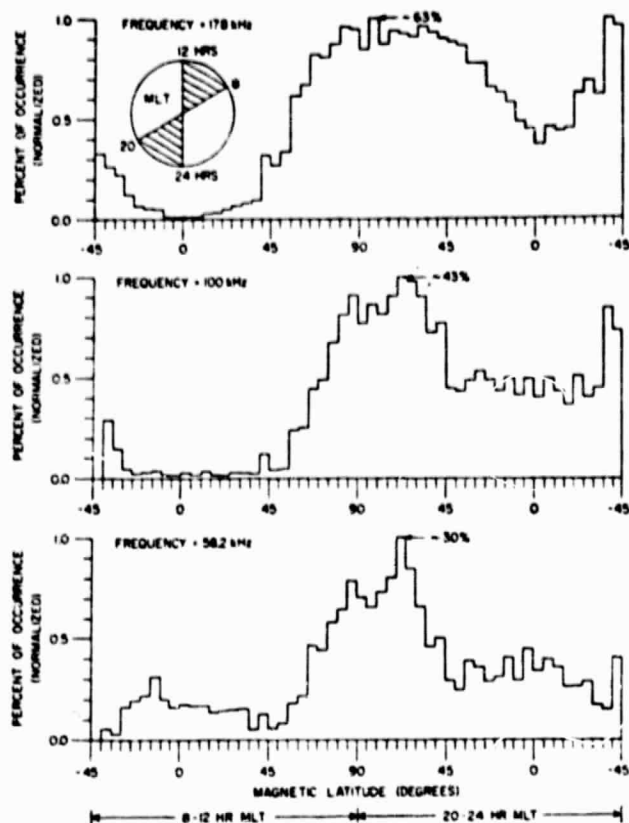 FREQUENCY = 178 kHz
~ 63%
12 HRS
MLT
8
20
24 HRS
PERCENT OF OCCURRENCE
(NORMALIZED)
1.0
0.5
0.0
-45 0 45 90 45 0 -45
FREQUENCY = 100 kHz
~ 43%
PERCENT OF OCCURRENCE
(NORMALIZED)
1.0
0.5
0.0
-45 0 45 90 45 0 -45
FREQUENCY = 56.2 kHz
~ 30%
PERCENT OF OCCURRENCE
(NORMALIZED)
1.0
0.5
0.0
-45 0 45 90 45 0 -45
MAGNETIC LATITUDE (DEGREES)
8-12 HR MLT 20-24 HR MLT